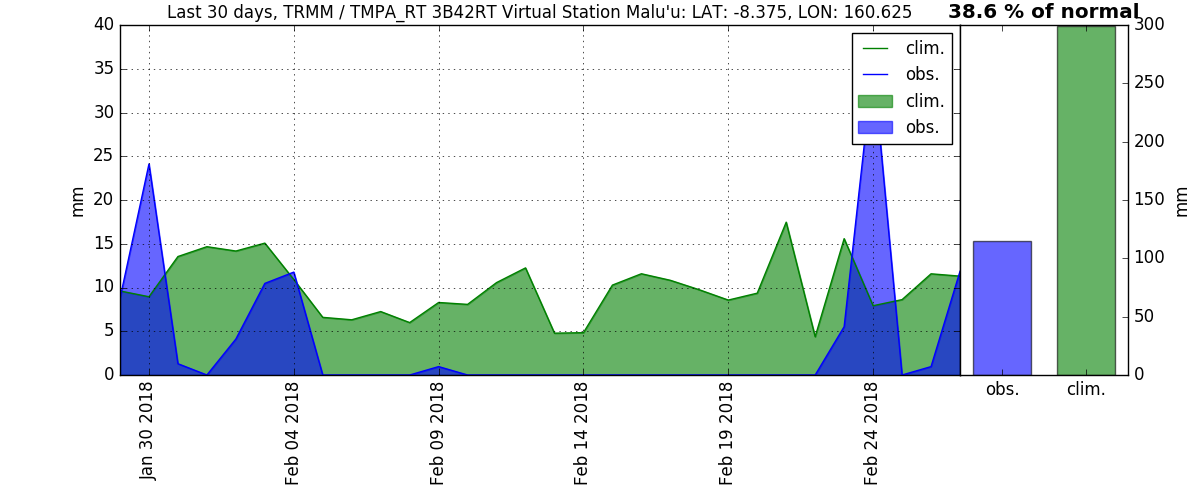 Last 30 days, TRMM / TMPA_RT 3B42RT Virtual Station Malu'u: LAT: -8.375, LON: 160.625
38.6 % of normal
mm
40
35
30
25
20
15
10
5
0
clim.
obs.
clim.
obs.
Jan 30 2018
Feb 04 2018
Feb 09 2018
Feb 14 2018
Feb 19 2018
Feb 24 2018
300
250
200
150
100
50
0
mm
obs.
clim.